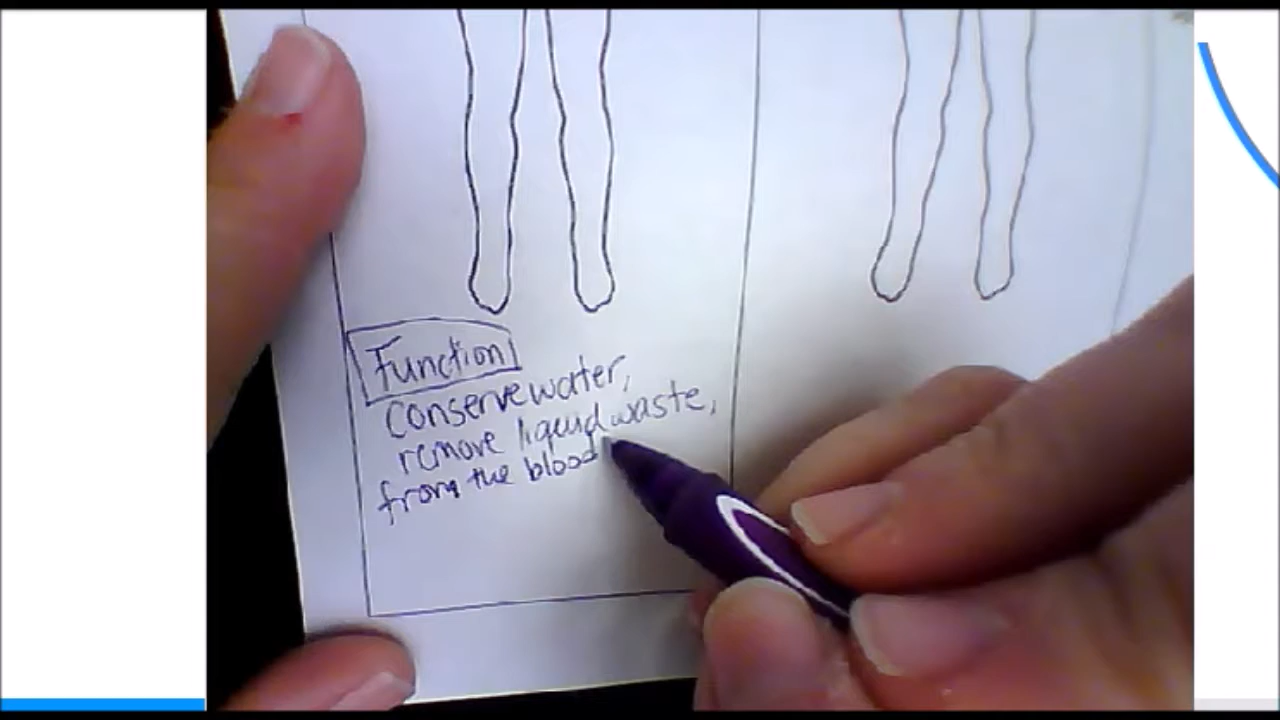 Function
conserve water,
remove liquid waste,
from the blood